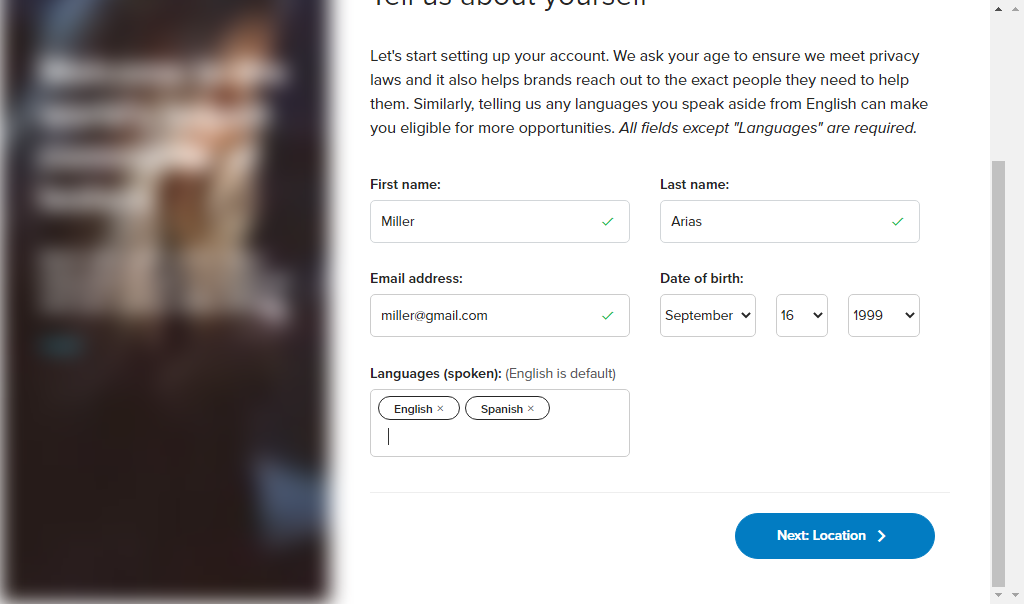 Tell us about yourself
Let's start setting up your account. We ask your age to ensure we meet privacy
laws and it also helps brands reach out to the exact people they need to help
them. Similarly, telling us any languages you speak aside from English can make
you eligible for more opportunities. All fields except "Languages" are required.
First name: Last name:
Miller Arias
Email address: Date of birth:
miller@gmail.com September 16 1999
Languages (spoken): (English is default)
English × Spanish ×
Next: Location